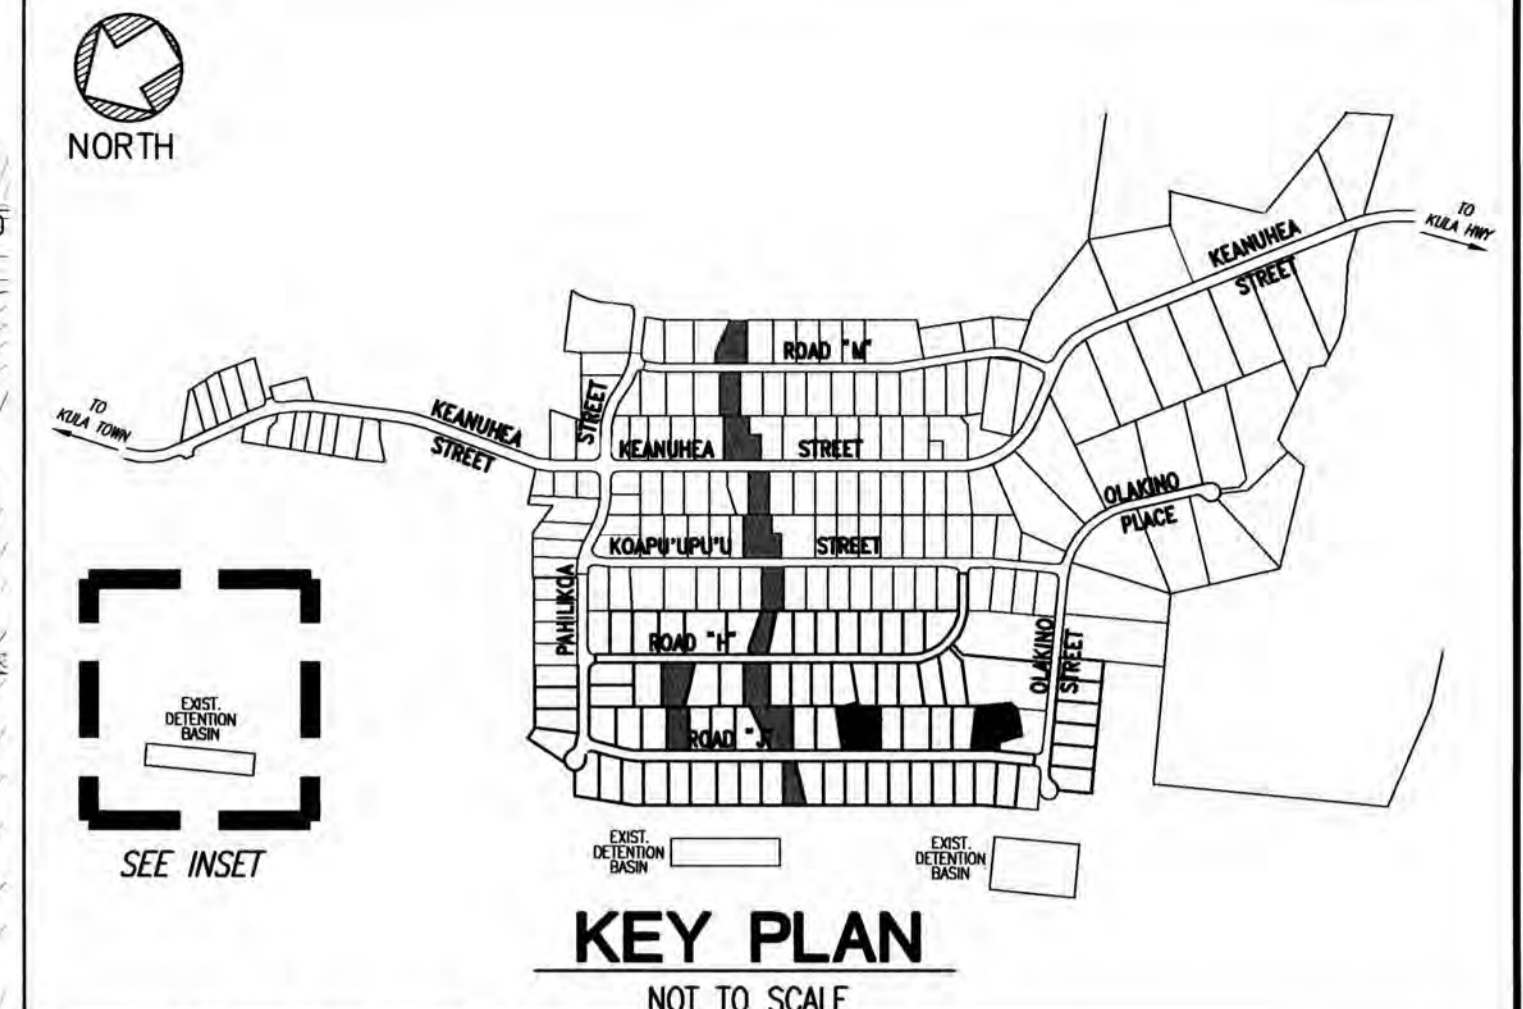 NORTH
TO
KULA HWY
KEANUHEA
STREET
ROAD "M"
TO
KULA TOWN
KEANUHEA
STREET
STREET
KEANUHEA STREET
OLAKINO
PLACE
KOAPU'UPU'U STREET
PAHILIKOA
ROAD "H"
OLAKINO
STREET
EXIST.
DETENTION
BASIN
ROAD "J"
SEE INSET
EXIST.
DETENTION
BASIN
EXIST.
DETENTION
BASIN
KEY PLAN
NOT TO SCALE